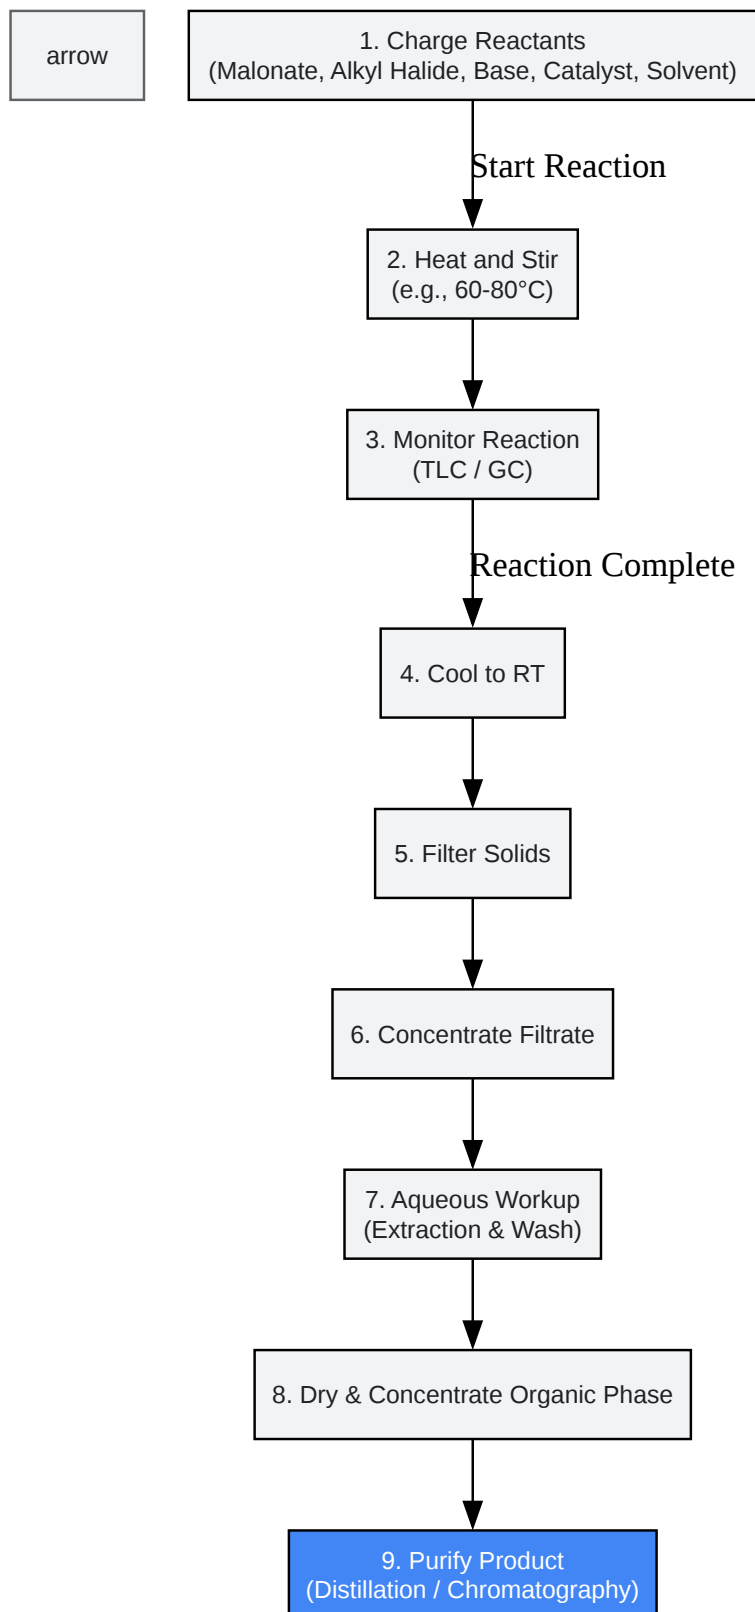 arrow
1. Charge Reactants
(Malonate, Alkyl Halide, Base, Catalyst, Solvent)
Start Reaction
2. Heat and Stir
(e.g., 60-80°C)
3. Monitor Reaction
(TLC / GC)
Reaction Complete
4. Cool to RT
5. Filter Solids
6. Concentrate Filtrate
7. Aqueous Workup
(Extraction & Wash)
8. Dry & Concentrate Organic Phase
9. Purify Product
(Distillation / Chromatography)